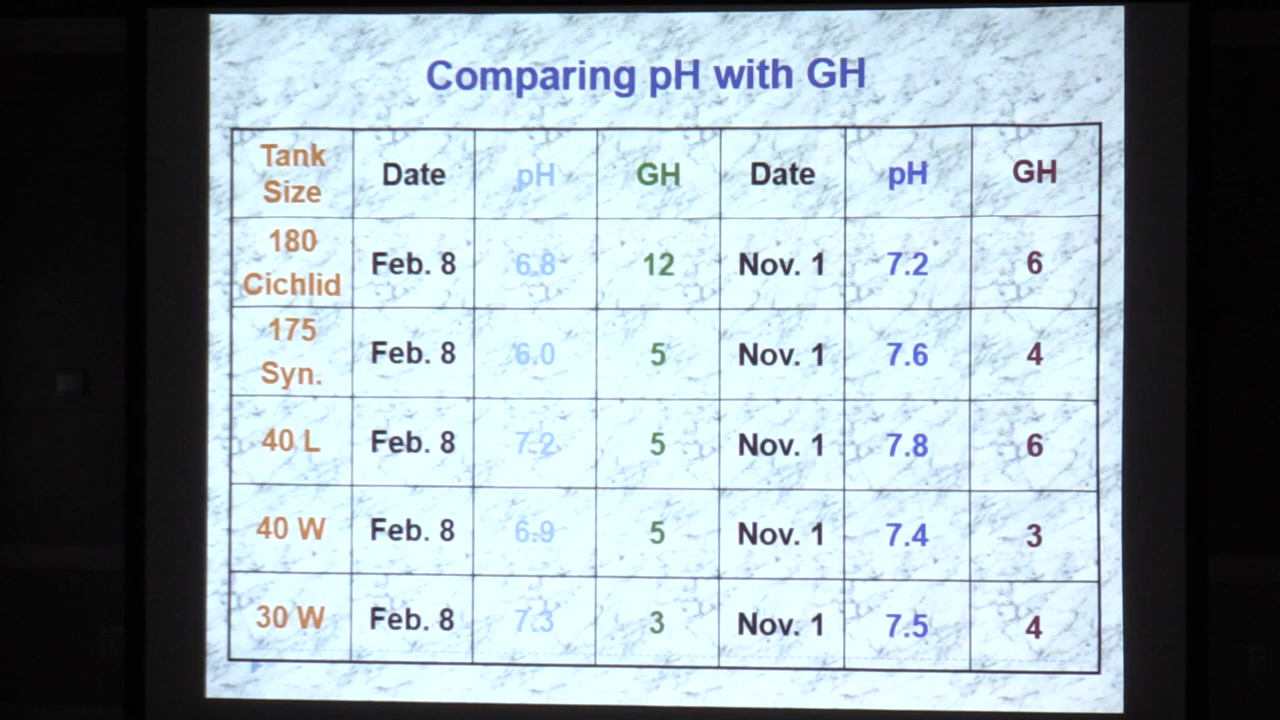 Comparing pH with GH
Tank Size Date pH GH Date pH GH
180 Cichlid Feb. 8 6.8 12 Nov. 1 7.2 6
175 Syn. Feb. 8 6.0 5 Nov. 1 7.6 4
40 L Feb. 8 7.2 5 Nov. 1 7.8 6
40 W Feb. 8 6.9 5 Nov. 1 7.4 3
30 W Feb. 8 7.3 3 Nov. 1 7.5 4